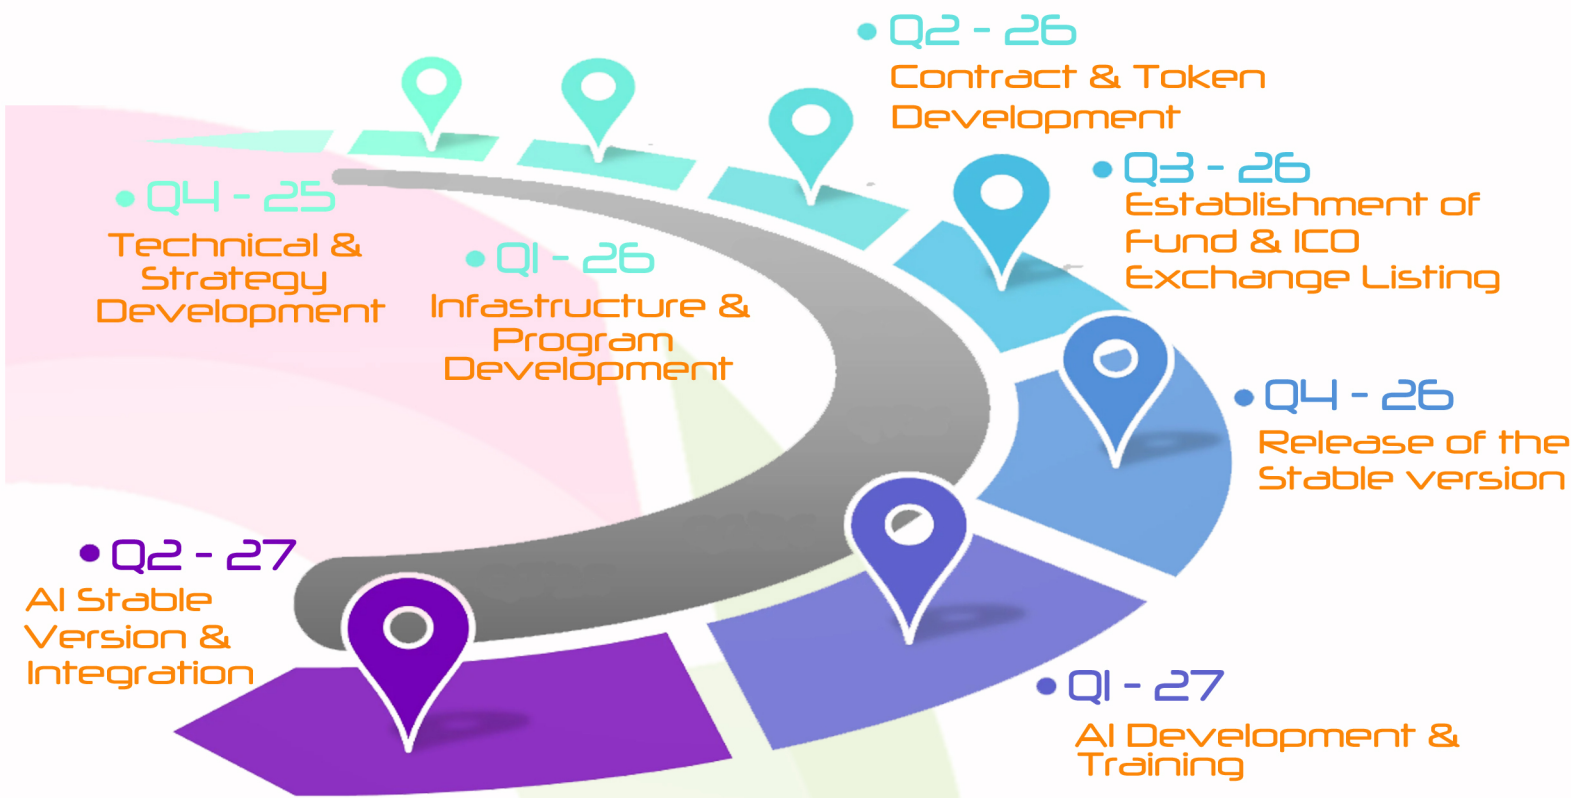 • Q4 - 25
Technical &
Strategy
Development
• Q1 - 26
Infastructure &
Program
Development
• Q2 - 26
Contract & Token
Development
• Q3 - 26
Establishment of
Fund & ICO
Exchange Listing
• Q4 - 26
Release of the
Stable version
• Q1 - 27
AI Development &
Training
• Q2 - 27
AI Stable
Version &
Integration